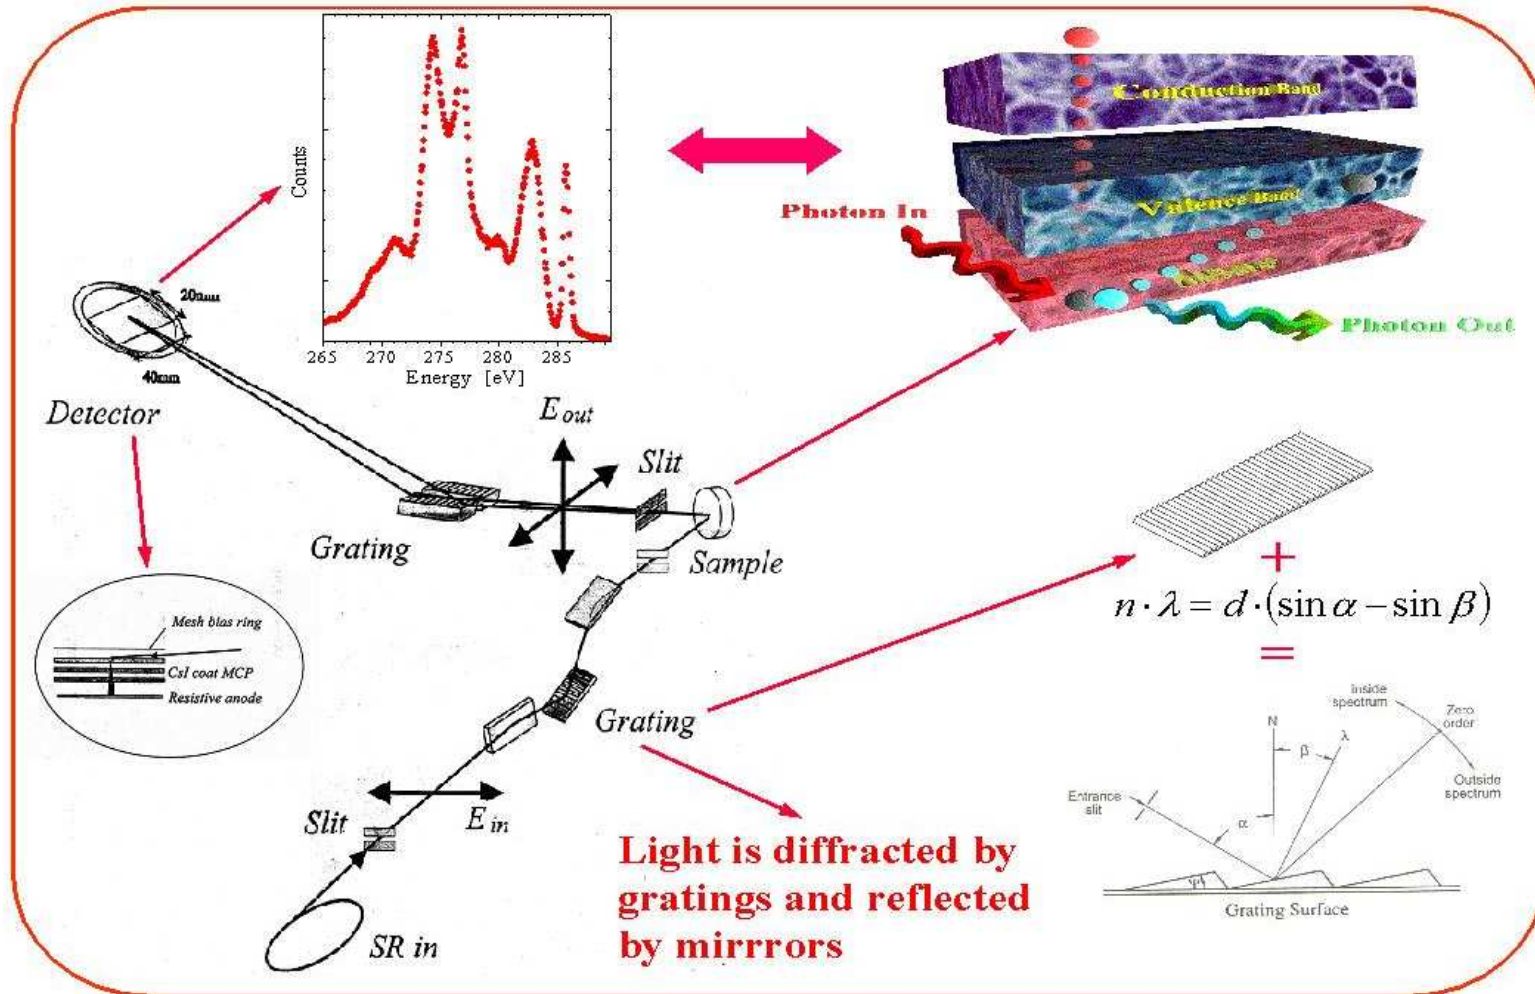 Counts
265 270 275 280 285
Energy [eV]
Conduction Band
Valence Band
Photon In
Photon Out
20mm
40mm
Detector
E out
Slit
Grating
Sample
Mesh bias ring
CsI coat MCP
Resistive anode
Grating
Slit
E in
SR in
Light is diffracted by
gratings and reflected
by mirrrors
+
n · λ = d · (sin α − sin β)
=
Inside
spectrum
Zero
order
N
β
λ
Outside
spectrum
Entrance
slit
α
Ψ
Grating Surface